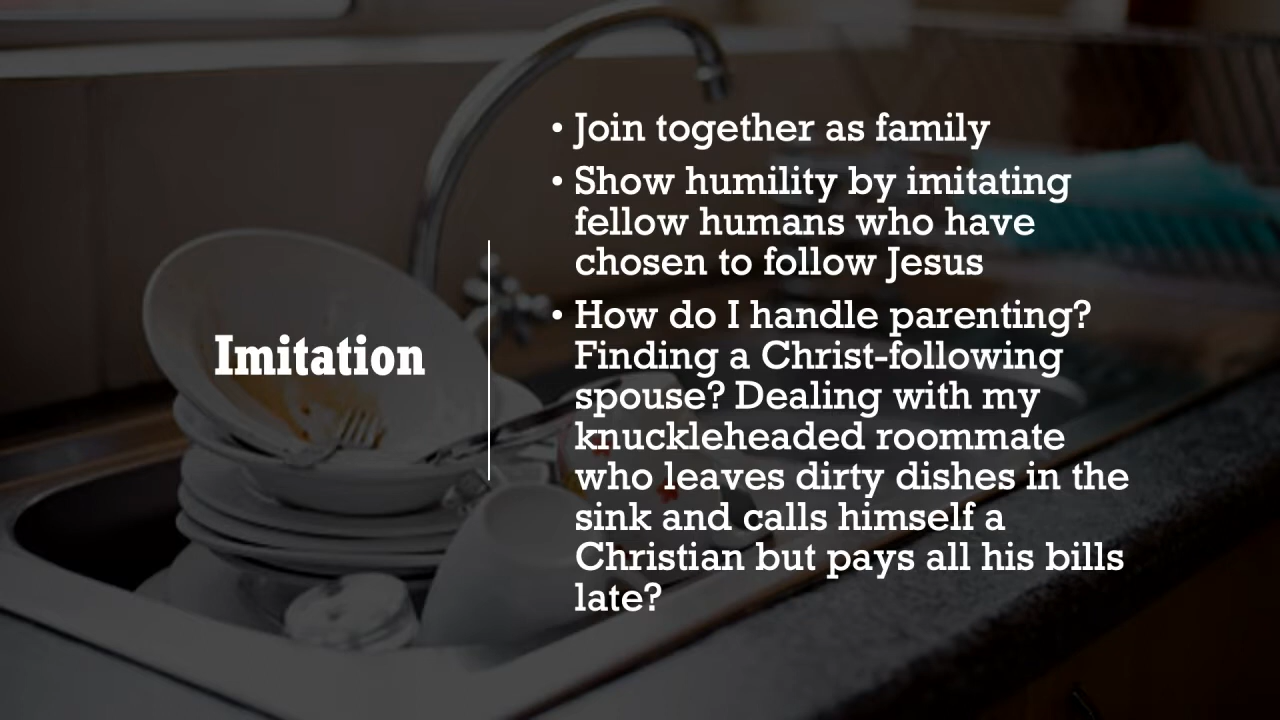 Imitation
• Join together as family
• Show humility by imitating
fellow humans who have
chosen to follow Jesus
• How do I handle parenting?
Finding a Christ-following
spouse? Dealing with my
knuckleheaded roommate
who leaves dirty dishes in the
sink and calls himself a
Christian but pays all his bills
late?